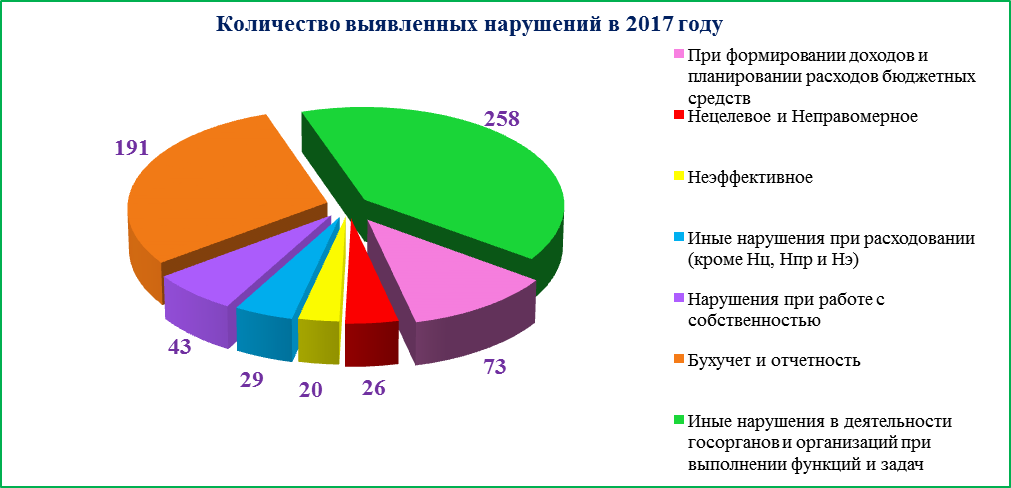 Количество выявленных нарушений в 2017 году
258
191
43
29
20
26
73
При формировании доходов и
планировании расходов бюджетных
средств
Нецелевое и Неправомерное
Неэффективное
Иные нарушения при расходовании
(кроме Нц, Нпр и Нэ)
Нарушения при работе с
собственностью
Бухучет и отчетность
Иные нарушения в деятельности
госорганов и организаций при
выполнении функций и задач